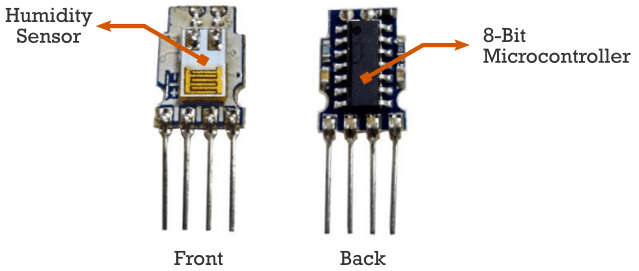 Humidity
Sensor
8-Bit
Microcontroller
Front
Back